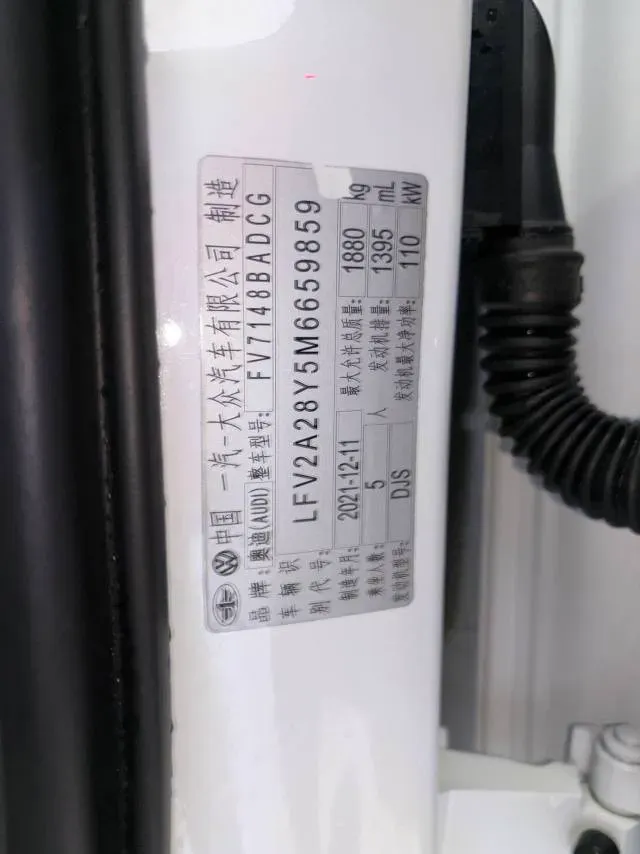 中国 一汽-大众汽车有限公司 制造
品牌: 奥迪(AUDI) 整车型号: FV7148BADCG
车辆识别代号: LFV2A28Y5M6659859
制造年月: 2021-12-11 最大允许总质量: 1880 kg
乘坐人数: 5 人 发动机排量: 1395 mL
发动机型号: DJS 发动机最大净功率: 110 kW